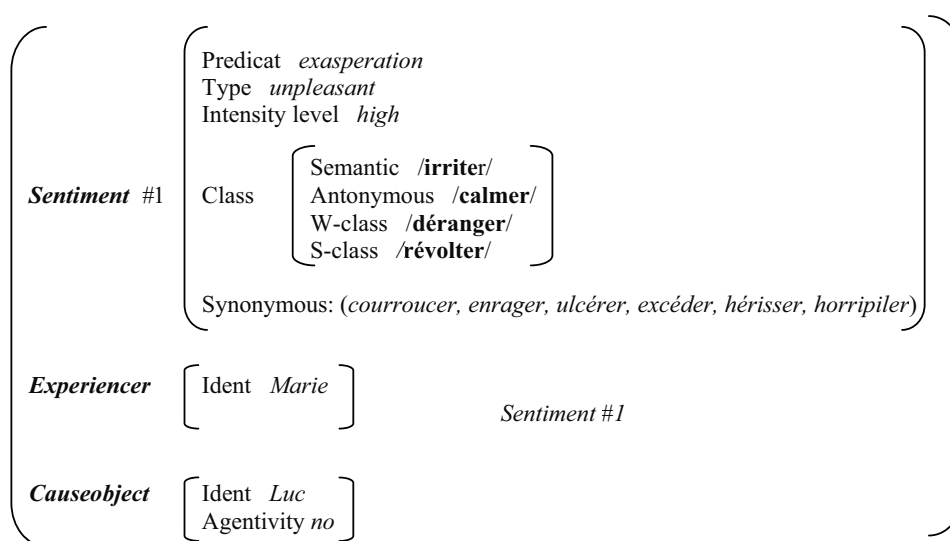 Predicat exasperation
Type unpleasant
Intensity level high
Semantic /irriter/
Sentiment #1 Class Antonymous /calmer/
W-class /déranger/
S-class /révolter/
Synonymous: (courroucer, enrager, ulcérer, excéder, hérisser, horripiler)
Experiencer Ident Marie
Sentiment #1
Causeobject Ident Luc
Agentivity no